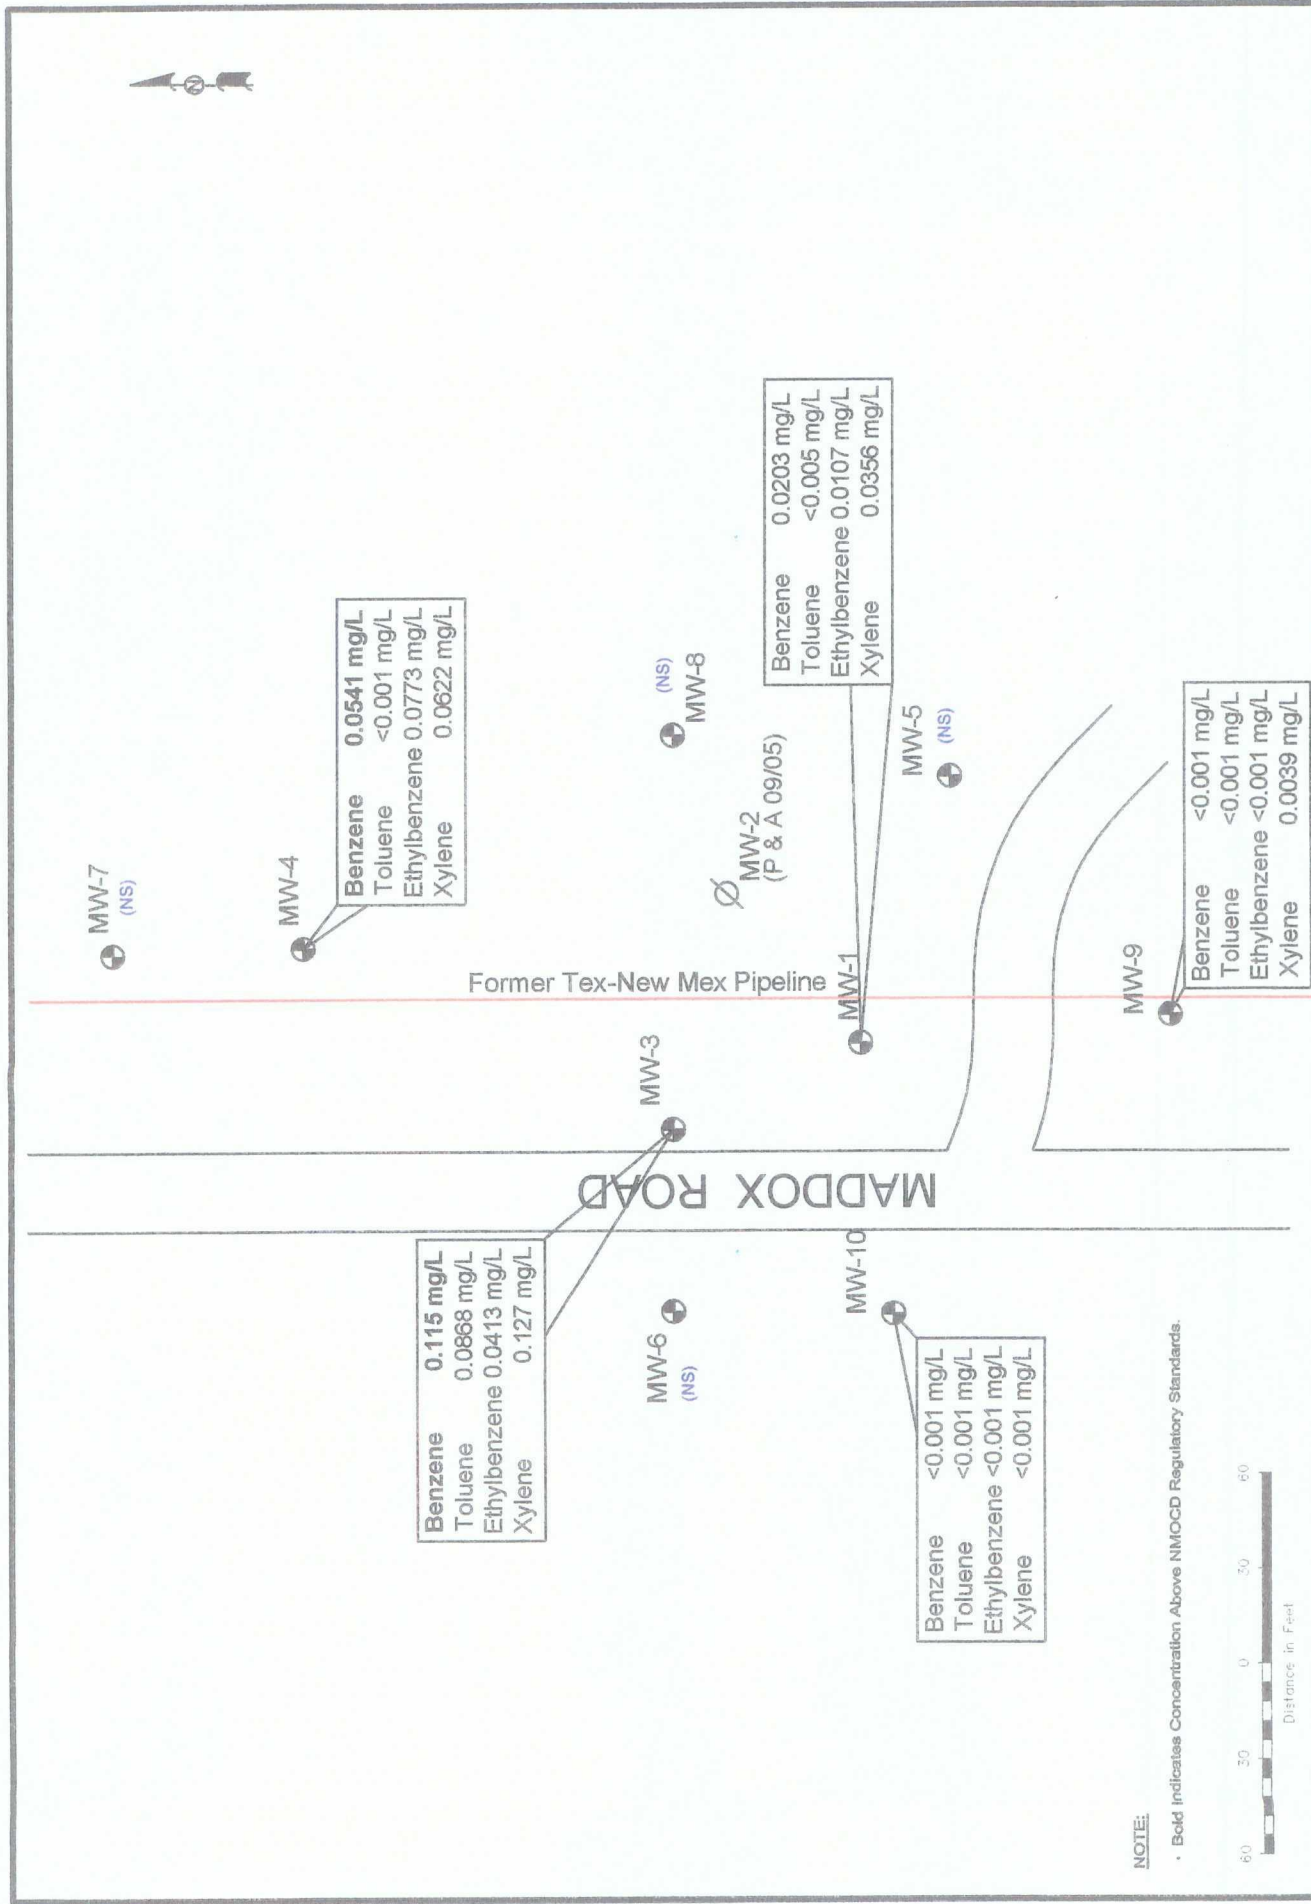 N
MW-7
(NS)
MW-4
Benzene 0.0541 mg/L
Toluene <0.001 mg/L
Ethylbenzene 0.0773 mg/L
Xylene 0.0622 mg/L
Former Tex-New Mex Pipeline
MW-3
Benzene 0.115 mg/L
Toluene 0.0868 mg/L
Ethylbenzene 0.0413 mg/L
Xylene 0.127 mg/L
MADDOX ROAD
MW-6
(NS)
(NS)
MW-8
MW-2
(P & A 09/05)
MW-1
Benzene 0.0203 mg/L
Toluene <0.005 mg/L
Ethylbenzene 0.0107 mg/L
Xylene 0.0356 mg/L
MW-5
(NS)
MW-10
Benzene <0.001 mg/L
Toluene <0.001 mg/L
Ethylbenzene <0.001 mg/L
Xylene <0.001 mg/L
MW-9
Benzene <0.001 mg/L
Toluene <0.001 mg/L
Ethylbenzene <0.001 mg/L
Xylene 0.0039 mg/L
NOTE:
• Bold Indicates Concentration Above NMOCD Regulatory Standards.
60 30 0 30 60
Distance in Feet